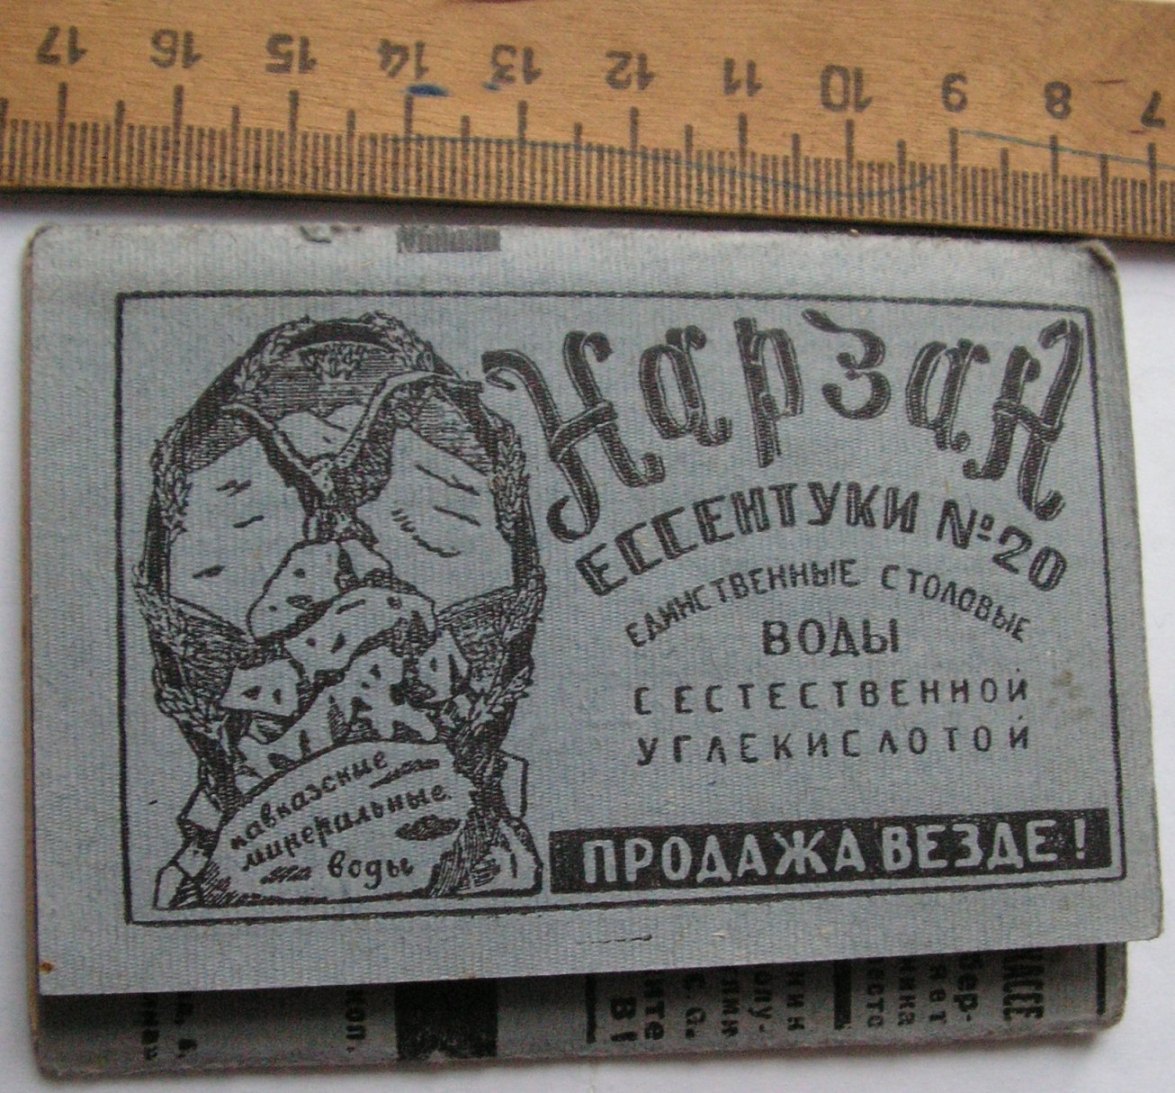 17 16 15 14 13 12 11 10 9 8 7
Нарзан
ЕССЕНТУКИ №20
ЕДИНСТВЕННЫЕ СТОЛОВЫЕ
ВОДЫ
С ЕСТЕСТВЕННОЙ
УГЛЕКИСЛОТОЙ
ПРОДАЖА ВЕЗДЕ!
кавказские
минеральные
воды
КОП.